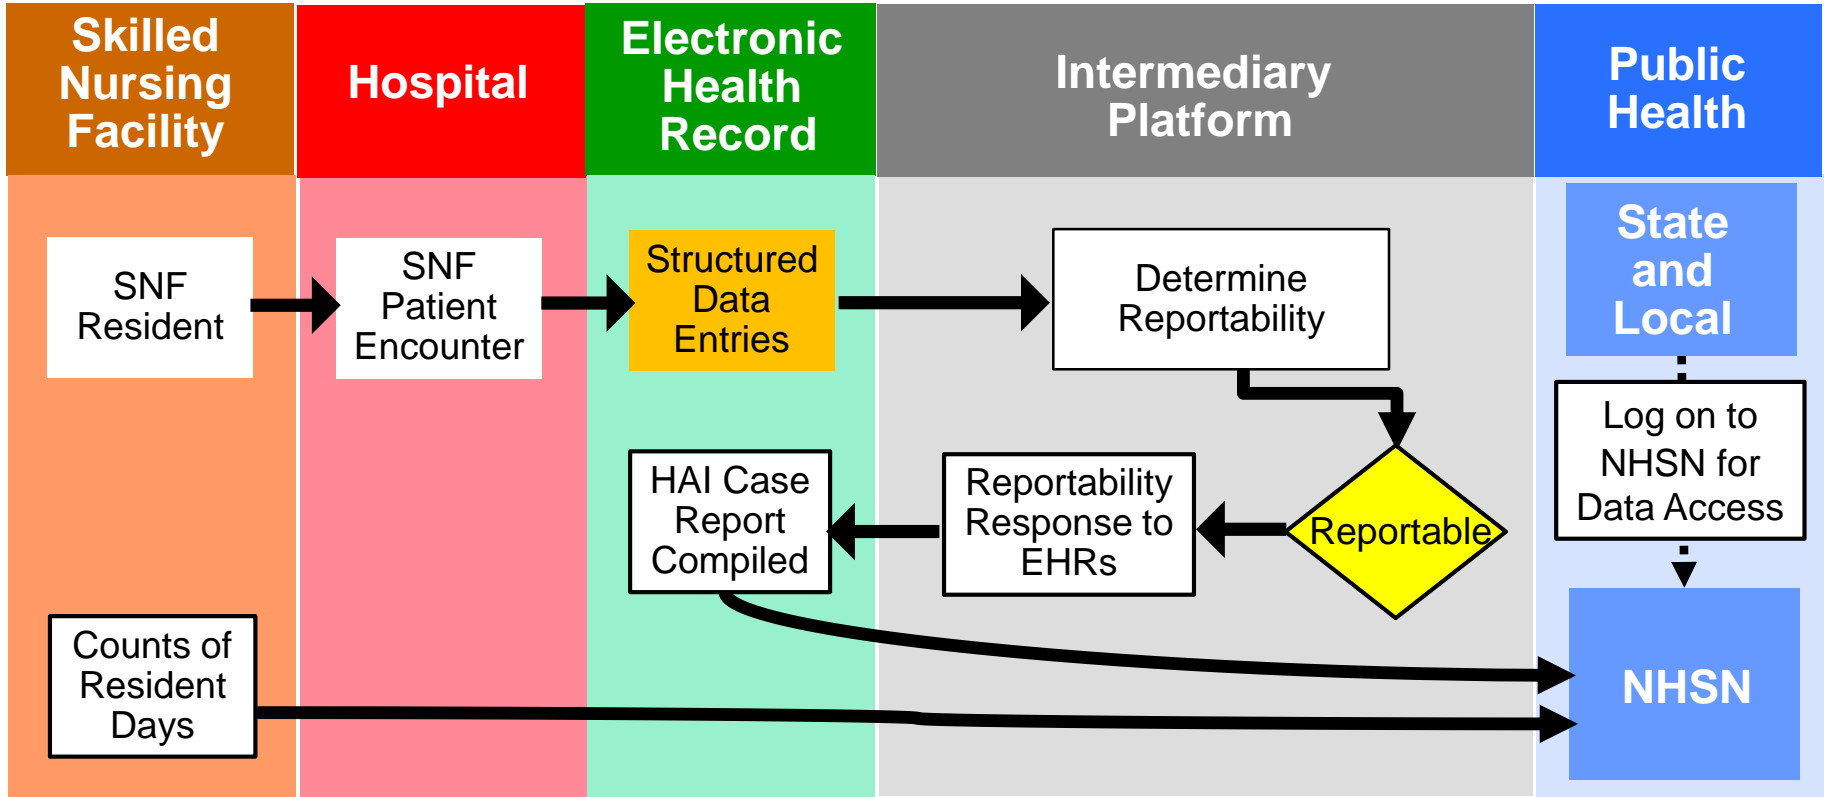 Skilled
Nursing
Facility
Hospital
Electronic
Health
Record
Intermediary
Platform
Public
Health
SNF
Resident
SNF
Patient
Encounter
Structured
Data
Entries
Determine
Reportability
State
and
Local
Log on to
NHSN for
Data Access
HAI Case
Report
Compiled
Reportability
Response to
EHRs
Reportable
Counts of
Resident
Days
NHSN